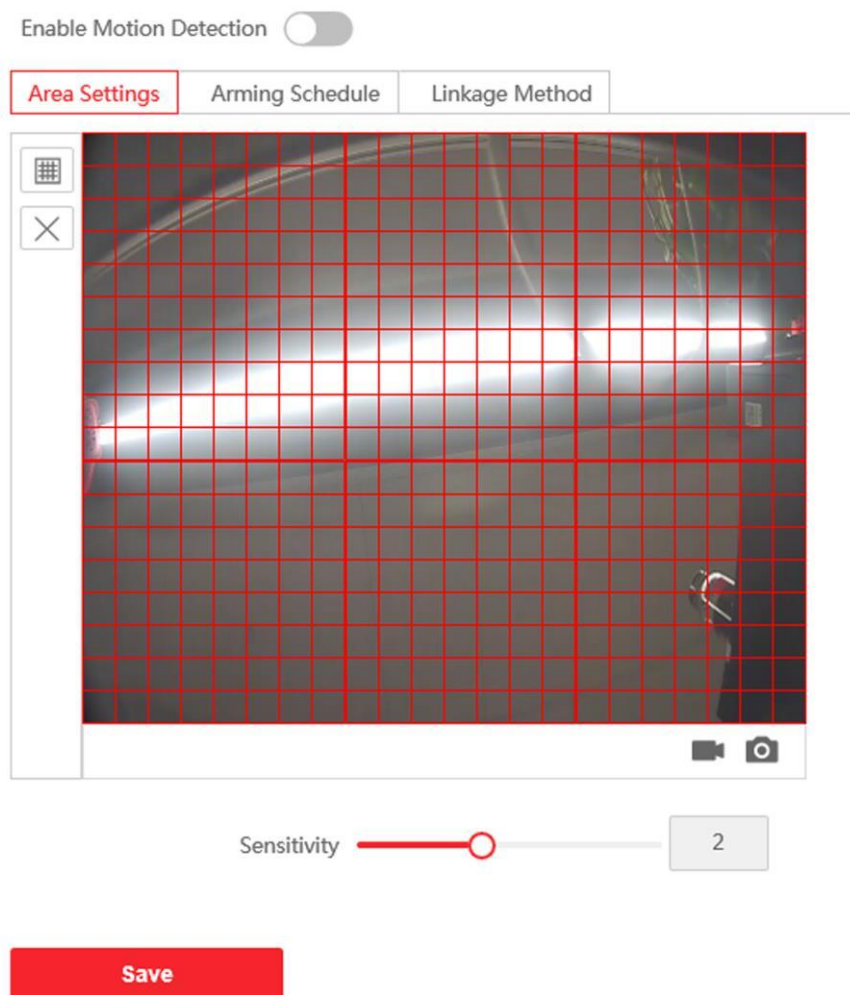 Enable Motion Detection
Area Settings Arming Schedule Linkage Method
Sensitivity 2
Save